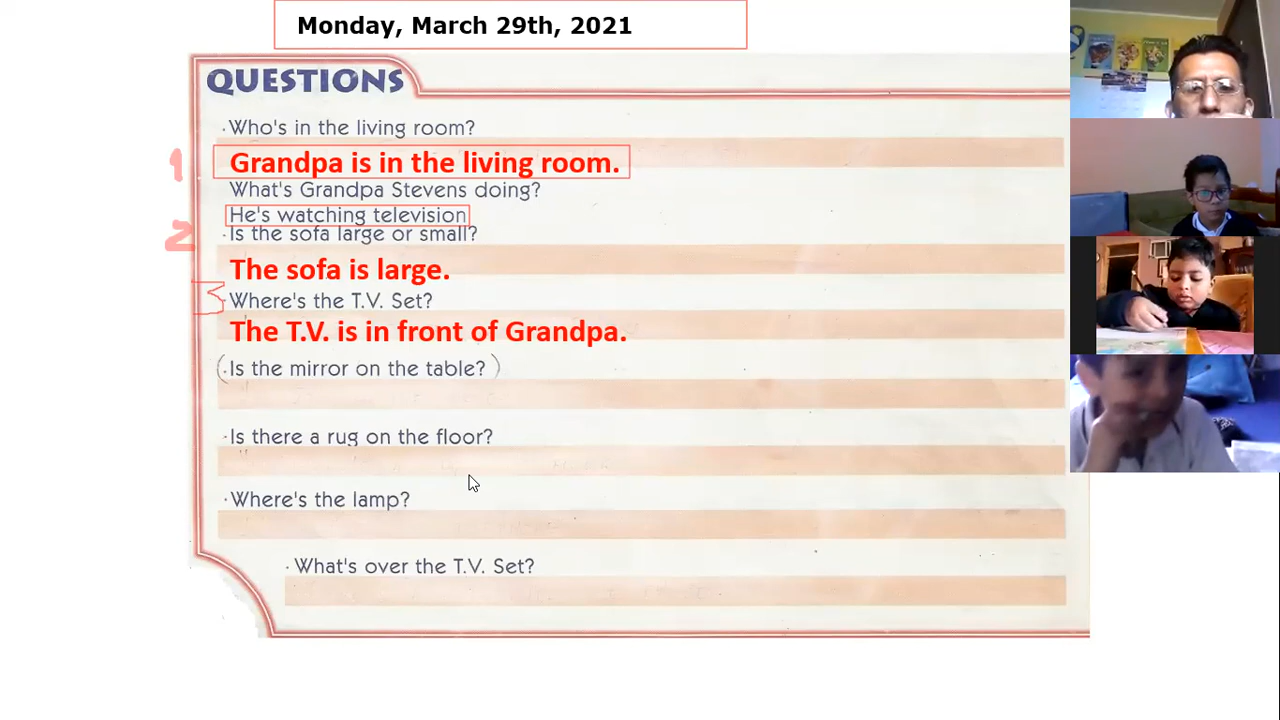 Monday, March 29th, 2021
QUESTIONS
· Who's in the living room?
1
Grandpa is in the living room.
What's Grandpa Stevens doing?
He's watching television
2
· Is the sofa large or small?
The sofa is large.
· Where's the T.V. Set?
The T.V. is in front of Grandpa.
(· Is the mirror on the table?)
· Is there a rug on the floor?
· Where's the lamp?
· What's over the T.V. Set?